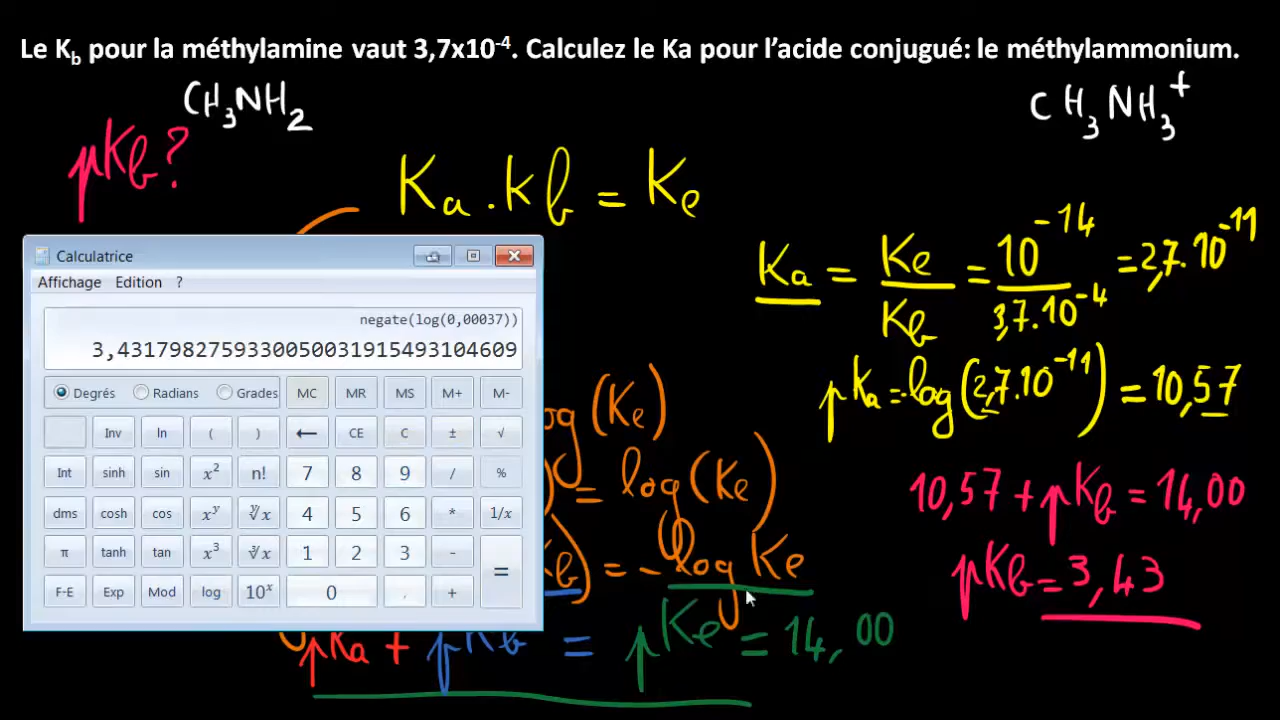 Le Kb pour la méthylamine vaut 3,7x10-4. Calculez le Ka pour l’acide conjugué: le méthylammonium.
CH3NH2
CH3NH3+
pKb?
Ka . Kb = Ke
Ka = Ke/Kb = 10-14/3,7.10-4 = 2,7.10-11
pKa = -log(2,7.10-11) = 10,57
10,57 + pKb = 14,00
pKb = 3,43
Calculatrice
Affichage Edition ?
negate(log(0,00037))
3,4317982759330050031915493104609
Degrés Radians Grades MC MR MS M+ M-
Inv ln ( ) ← CE C ± √
Int sinh sin x2 n! 7 8 9 / %
dms cosh cos xy y√x 4 5 6 * 1/x
π tanh tan x3 3√x 1 2 3 - =
F-E Exp Mod log 10x 0 , +
og (Ke)
) = log (Ke)
Kb) = -log Ke
pKa + pKb = pKe = 14,00